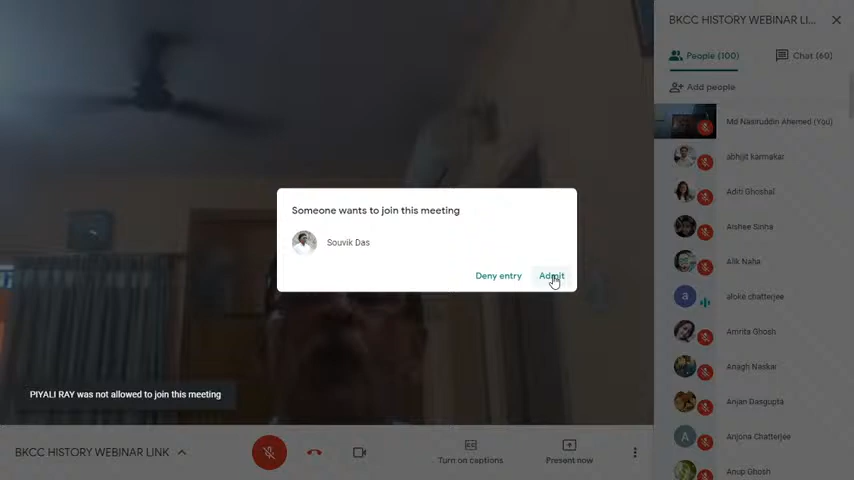 BKCC HISTORY WEBINAR LI...
People (100)
Chat (60)
Add people
Md Nasiruddin Ahemed (You)
abhijit karmakar
Aditi Ghoshal
Aishee Sinha
Alik Naha
a
aloke chatterjee
Amrita Ghosh
Anagh Naskar
Anjan Dasgupta
A
Anjona Chatterjee
Anup Ghosh
Someone wants to join this meeting
Souvik Das
Deny entry
Admit
PIYALI RAY was not allowed to join this meeting
BKCC HISTORY WEBINAR LINK
Turn on captions
Present now